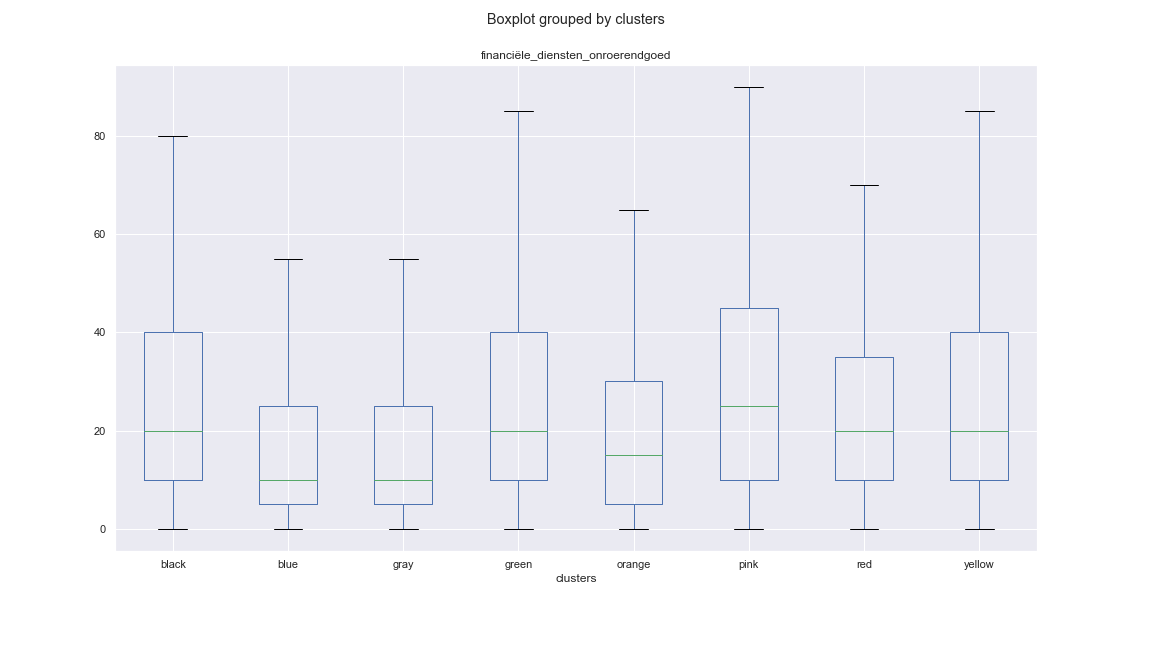 Boxplot grouped by clusters
financiële_diensten_onroerendgoed
80
60
40
20
0
black blue gray green orange pink red yellow
clusters